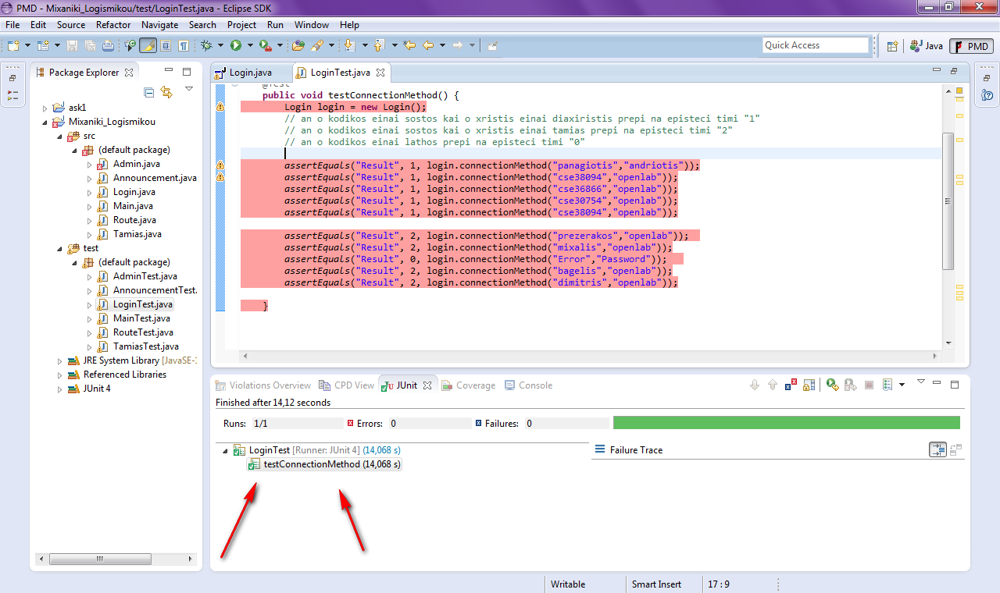 PMD - Mixaniki_Logismikou/test/LoginTest.java - Eclipse SDK
File Edit Source Refactor Navigate Search Project Run Window Help
Quick Access
Java
PMD
Package Explorer
ask1
Mixaniki_Logismikou
src
(default package)
Admin.java
Announcement.java
Login.java
Main.java
Route.java
Tamias.java
test
(default package)
AdminTest.java
AnnouncementTest.
LoginTest.java
MainTest.java
RouteTest.java
TamiasTest.java
JRE System Library [JavaSE-1
Referenced Libraries
JUnit 4
Login.java
LoginTest.java
@Test
public void testConnectionMethod() {
Login login = new Login();
// an o kodikos einai sostos kai o xristis einai diaxiristis prepi na episteci timi "1"
// an o kodikos einai sostos kai o xristis einai tamias prepi na episteci timi "2"
// an o kodikos einai lathos prepi na episteci timi "0"
assertEquals("Result", 1, login.connectionMethod("panagiotis","andriotis"));
assertEquals("Result", 1, login.connectionMethod("cse38094","openlab"));
assertEquals("Result", 1, login.connectionMethod("cse36866","openlab"));
assertEquals("Result", 1, login.connectionMethod("cse30754","openlab"));
assertEquals("Result", 1, login.connectionMethod("cse38094","openlab"));
assertEquals("Result", 2, login.connectionMethod("prezerakos","openlab"));
assertEquals("Result", 2, login.connectionMethod("mixalis","openlab"));
assertEquals("Result", 0, login.connectionMethod("Error","Password"));
assertEquals("Result", 2, login.connectionMethod("bagelis","openlab"));
assertEquals("Result", 2, login.connectionMethod("dimitris","openlab"));
}
Violations Overview CPD View JUnit Coverage Console
Finished after 14,12 seconds
Runs: 1/1 Errors: 0 Failures: 0
LoginTest [Runner: JUnit 4] (14,068 s)
testConnectionMethod (14,068 s)
Failure Trace
Writable Smart Insert 17 : 9